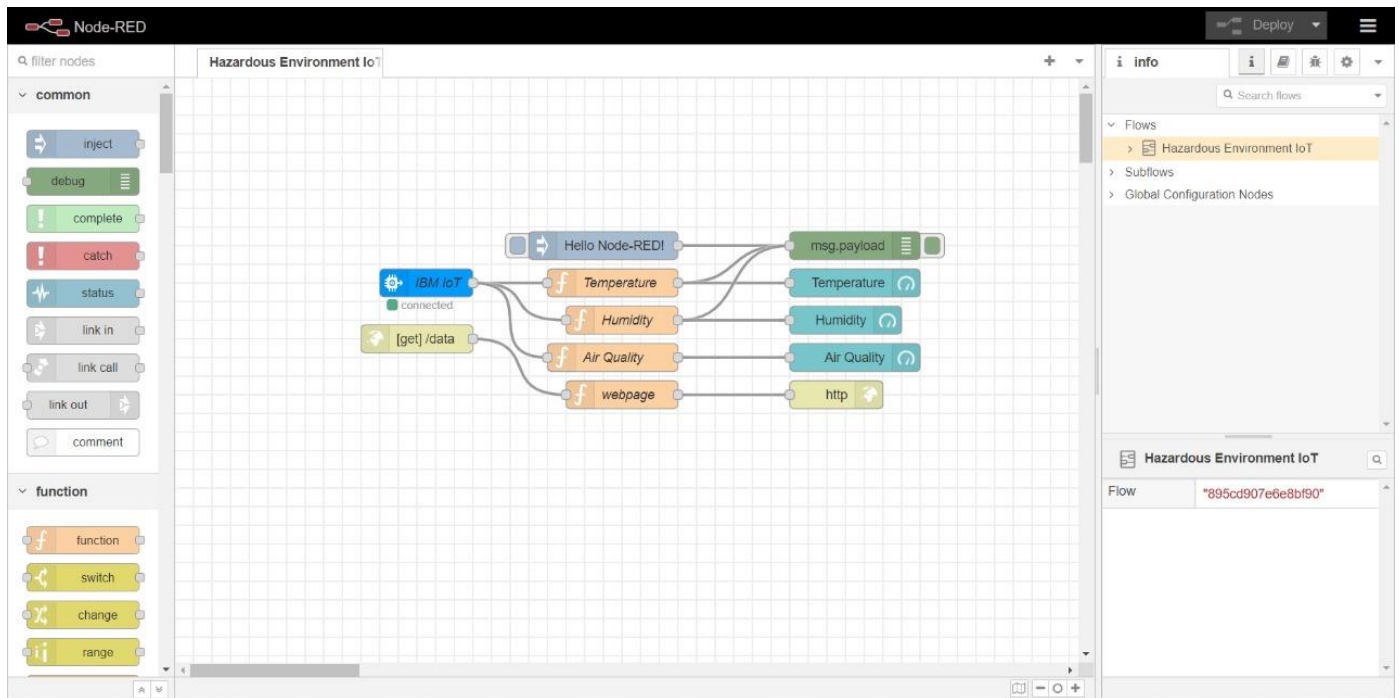 Node-RED
Deploy
filter nodes
Hazardous Environment IoT
info
i
Search flows
common
inject
debug
complete
catch
status
link in
link call
link out
comment
function
function
switch
change
range
Hello Node-RED!
msg.payload
IBM IoT
connected
Temperature
Temperature
Humidity
Humidity
[get] /data
Air Quality
Air Quality
webpage
http
Flows
Hazardous Environment IoT
Subflows
Global Configuration Nodes
Hazardous Environment IoT
Flow "895cd907e6e8bf90"